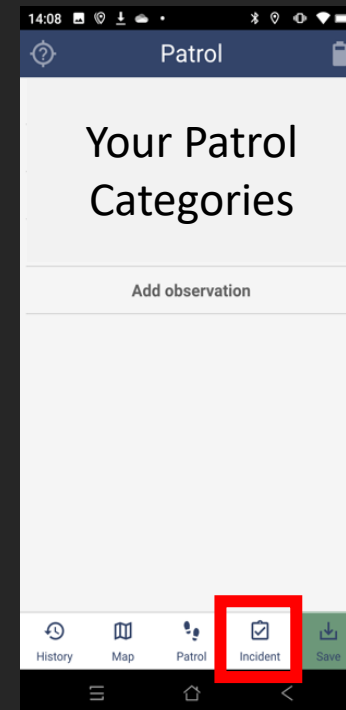 14:08
Patrol
Your Patrol
Categories
Add observation
History Map Patrol Incident Save